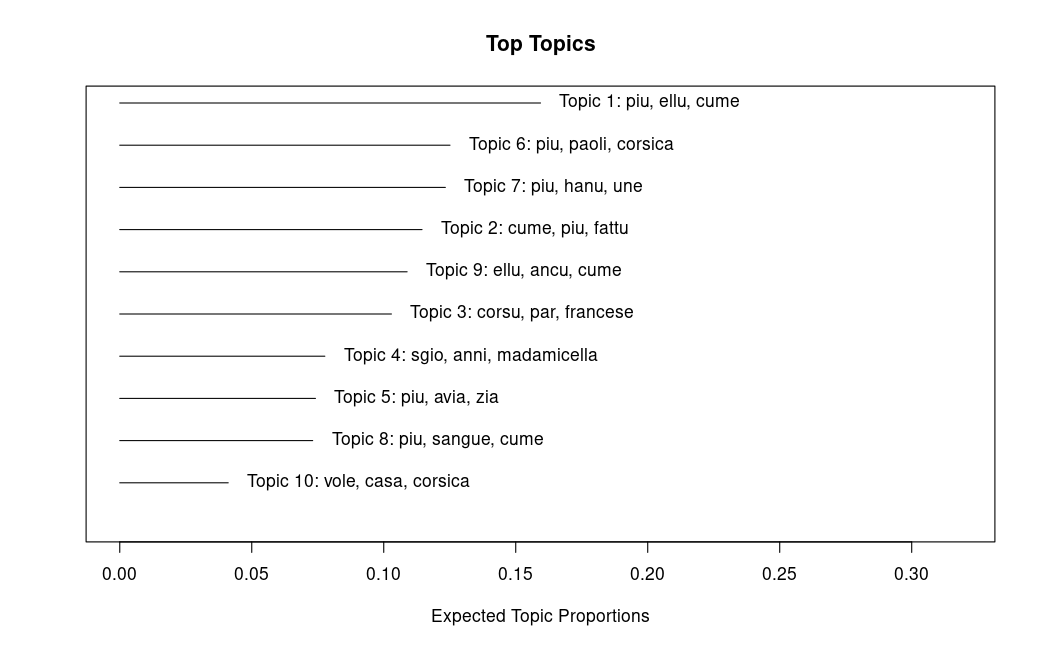 Top Topics
Topic 1: piu, ellu, cume
Topic 6: piu, paoli, corsica
Topic 7: piu, hanu, une
Topic 2: cume, piu, fattu
Topic 9: ellu, ancu, cume
Topic 3: corsu, par, francese
Topic 4: sgio, anni, madamicella
Topic 5: piu, avia, zia
Topic 8: piu, sangue, cume
Topic 10: vole, casa, corsica
0.00 0.05 0.10 0.15 0.20 0.25 0.30
Expected Topic Proportions